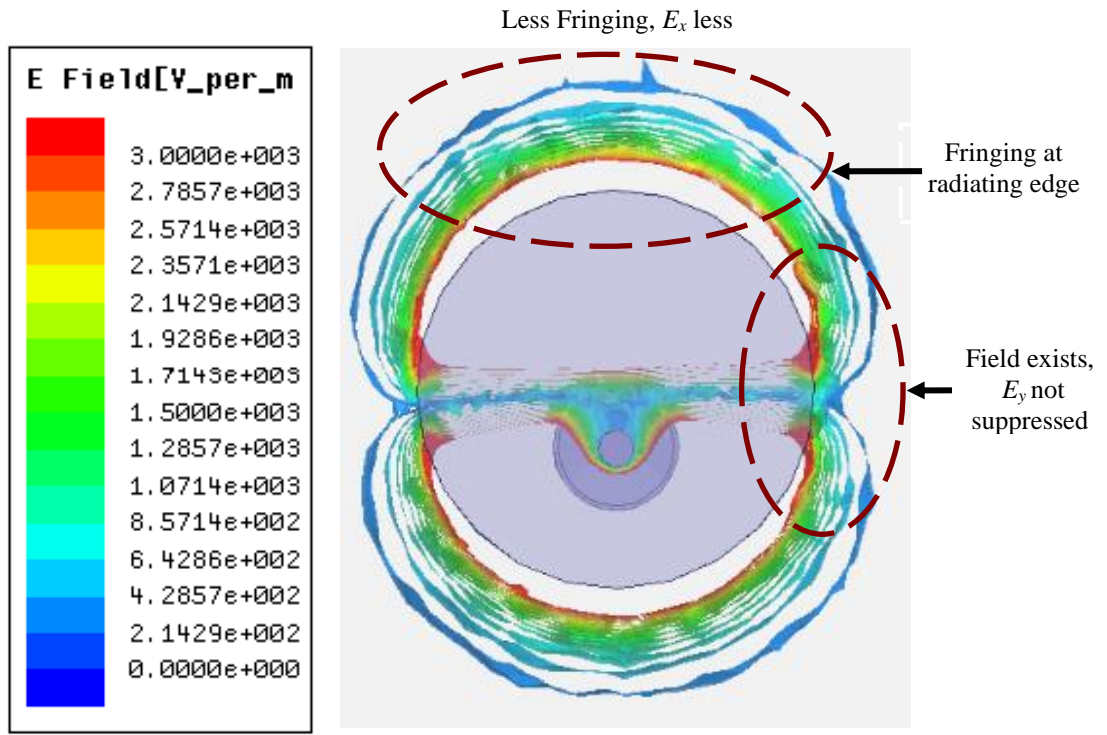 Less Fringing, Ex less
E Field[V_per_m
3.0000e+003
2.7857e+003
2.5714e+003
2.3571e+003
2.1429e+003
1.9286e+003
1.7143e+003
1.5000e+003
1.2857e+003
1.0714e+003
8.5714e+002
6.4286e+002
4.2857e+002
2.1429e+002
0.0000e+000
Fringing at
radiating edge
Field exists,
Ey not
suppressed